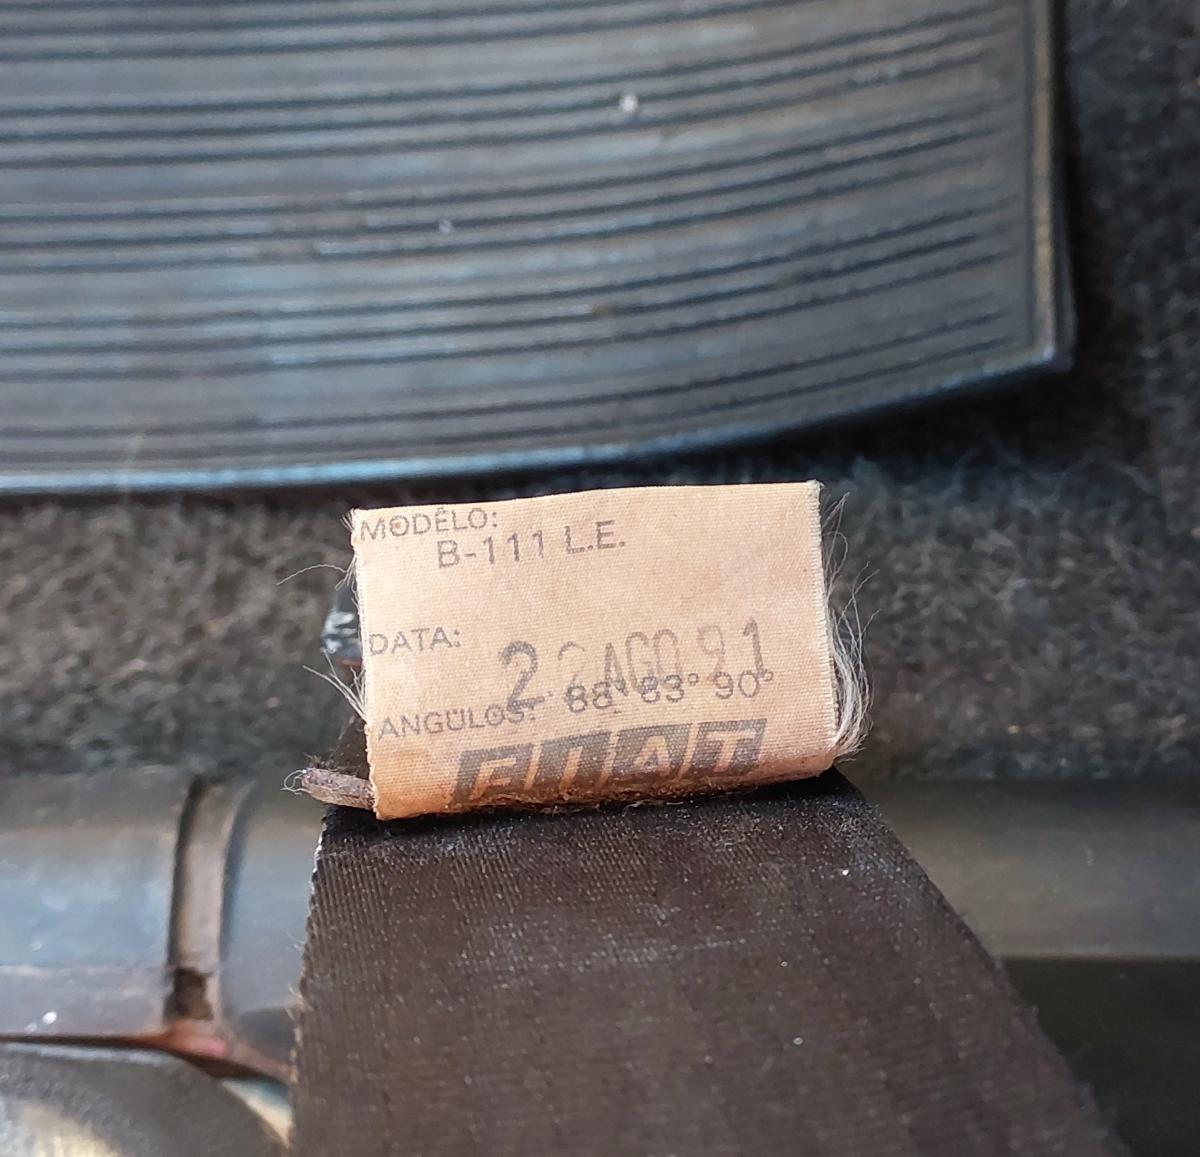 MODÊLO:
B-111 L.E.
DATA:
22 AGO 91
ANGULOS: 88° 83° 90°
FIAT